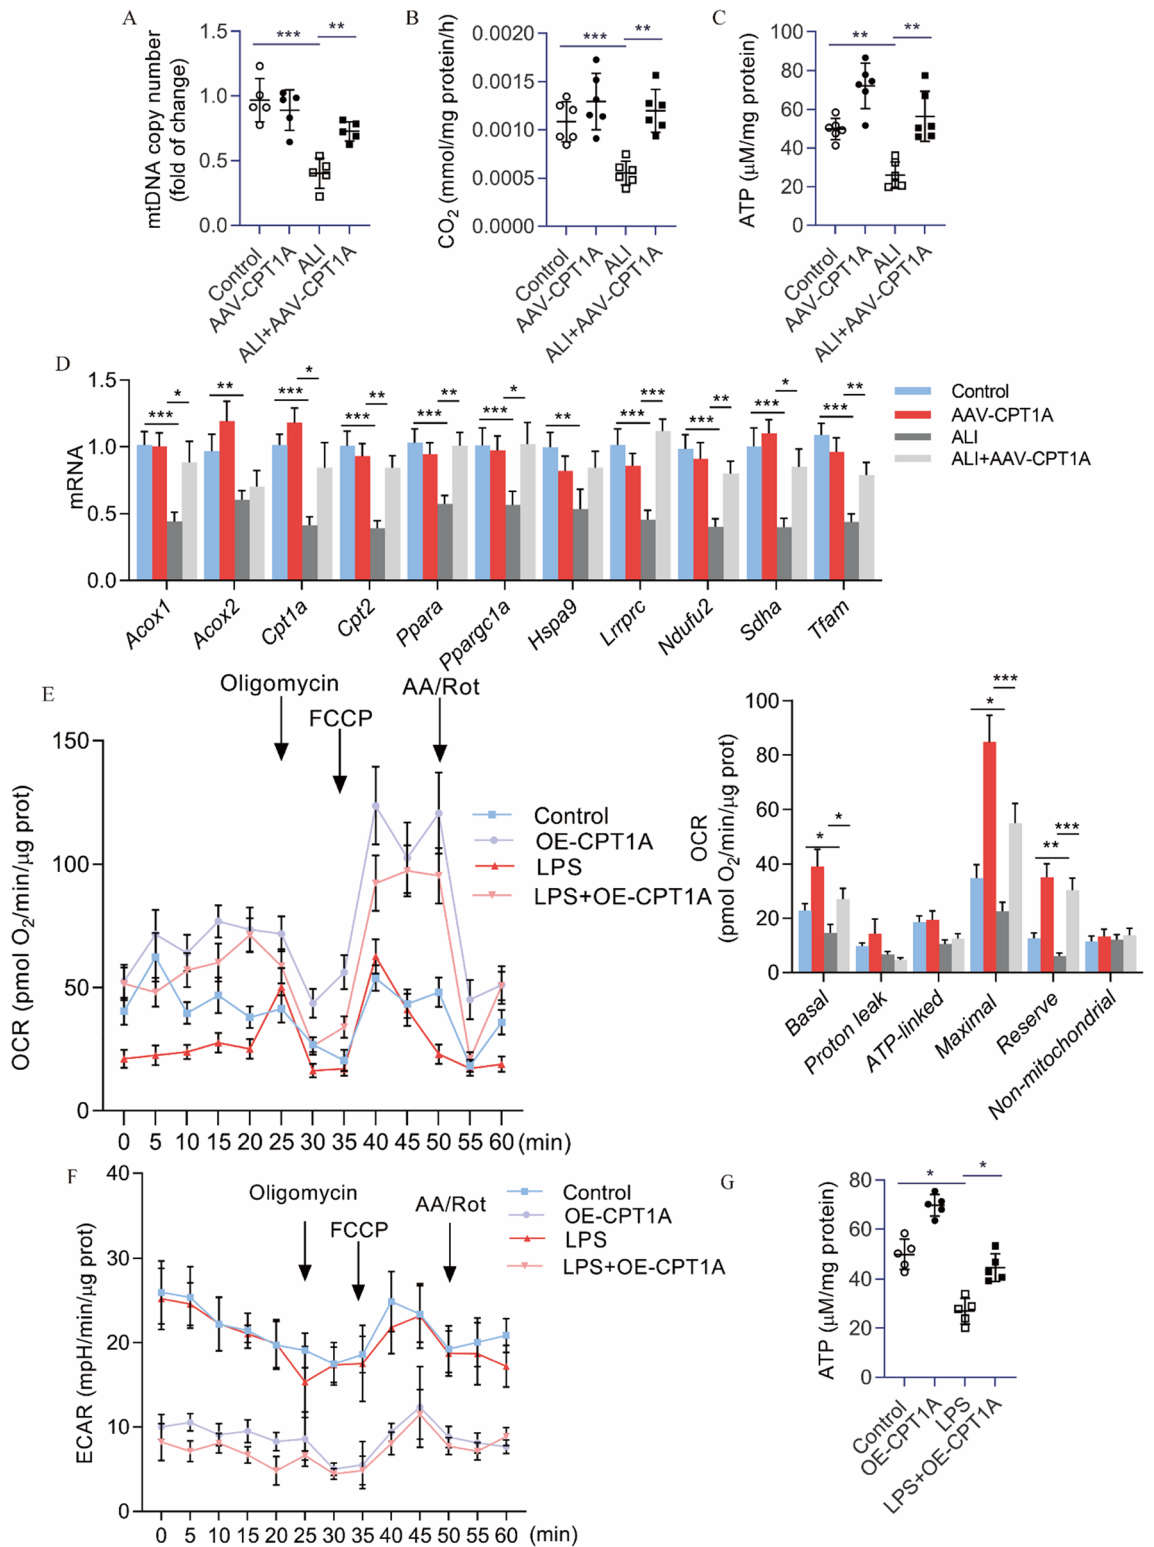 A
mtDNA copy number
(fold of change)
1.5
1.0
0.5
0.0
***
**
Control
AAV-CPT1A
ALI
ALI+AAV-CPT1A
B
CO2 (mmol/mg protein/h)
0.0020
0.0015
0.0010
0.0005
0.0000
***
**
Control
AAV-CPT1A
ALI
ALI+AAV-CPT1A
C
ATP (μM/mg protein)
100
80
60
40
20
0
**
**
Control
AAV-CPT1A
ALI
ALI+AAV-CPT1A
D
mRNA
1.5
1.0
0.5
0.0
*** * ** *** * *** ** *** ** *** * ** *** *** *** ** *** * *** **
Control
AAV-CPT1A
ALI
ALI+AAV-CPT1A
Acox1 Acox2 Cpt1a Cpt2 Ppara Ppargc1a Hspa9 Lrrprc Ndufu2 Sdha Tfam
E
Oligomycin
FCCP
AA/Rot
OCR (pmol O2/min/μg prot)
150
100
50
0
Control
OE-CPT1A
LPS
LPS+OE-CPT1A
0 5 10 15 20 25 30 35 40 45 50 55 60 (min)
OCR
(pmol O2/min/μg prot)
100
80
60
40
20
0
* * * *** ** ***
Basal Proton leak ATP-linked Maximal Reserve Non-mitochondrial
F
Oligomycin
FCCP
AA/Rot
ECAR (mpH/min/μg prot)
40
30
20
10
0
Control
OE-CPT1A
LPS
LPS+OE-CPT1A
0 5 10 15 20 25 30 35 40 45 50 55 60 (min)
G
ATP (μM/mg protein)
80
60
40
20
0
*
*
Control
OE-CPT1A
LPS
LPS+OE-CPT1A